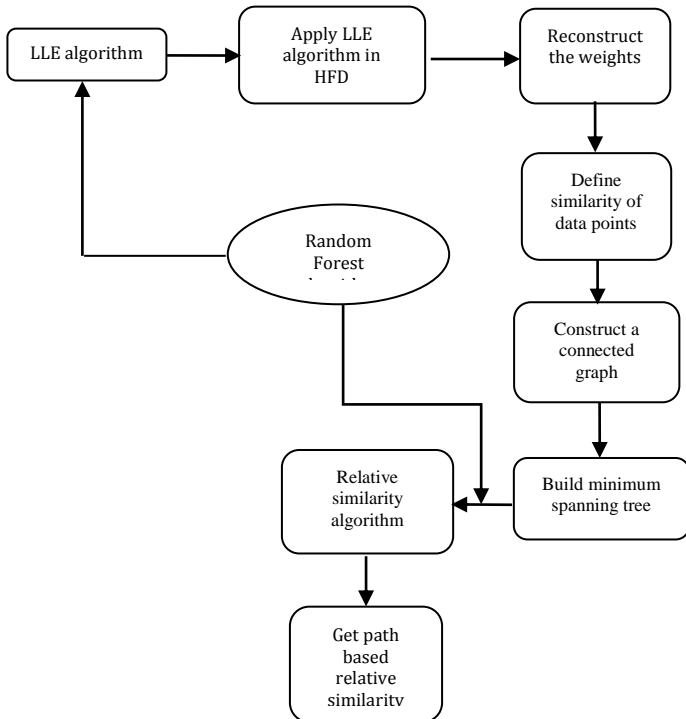 LLE algorithm
Apply LLE
algorithm in
HFD
Reconstruct
the weights
Define
similarity of
data points
Random
Forest
Construct a
connected
graph
Build minimum
spanning tree
Relative
similarity
algorithm
Get path
based
relative
similarity